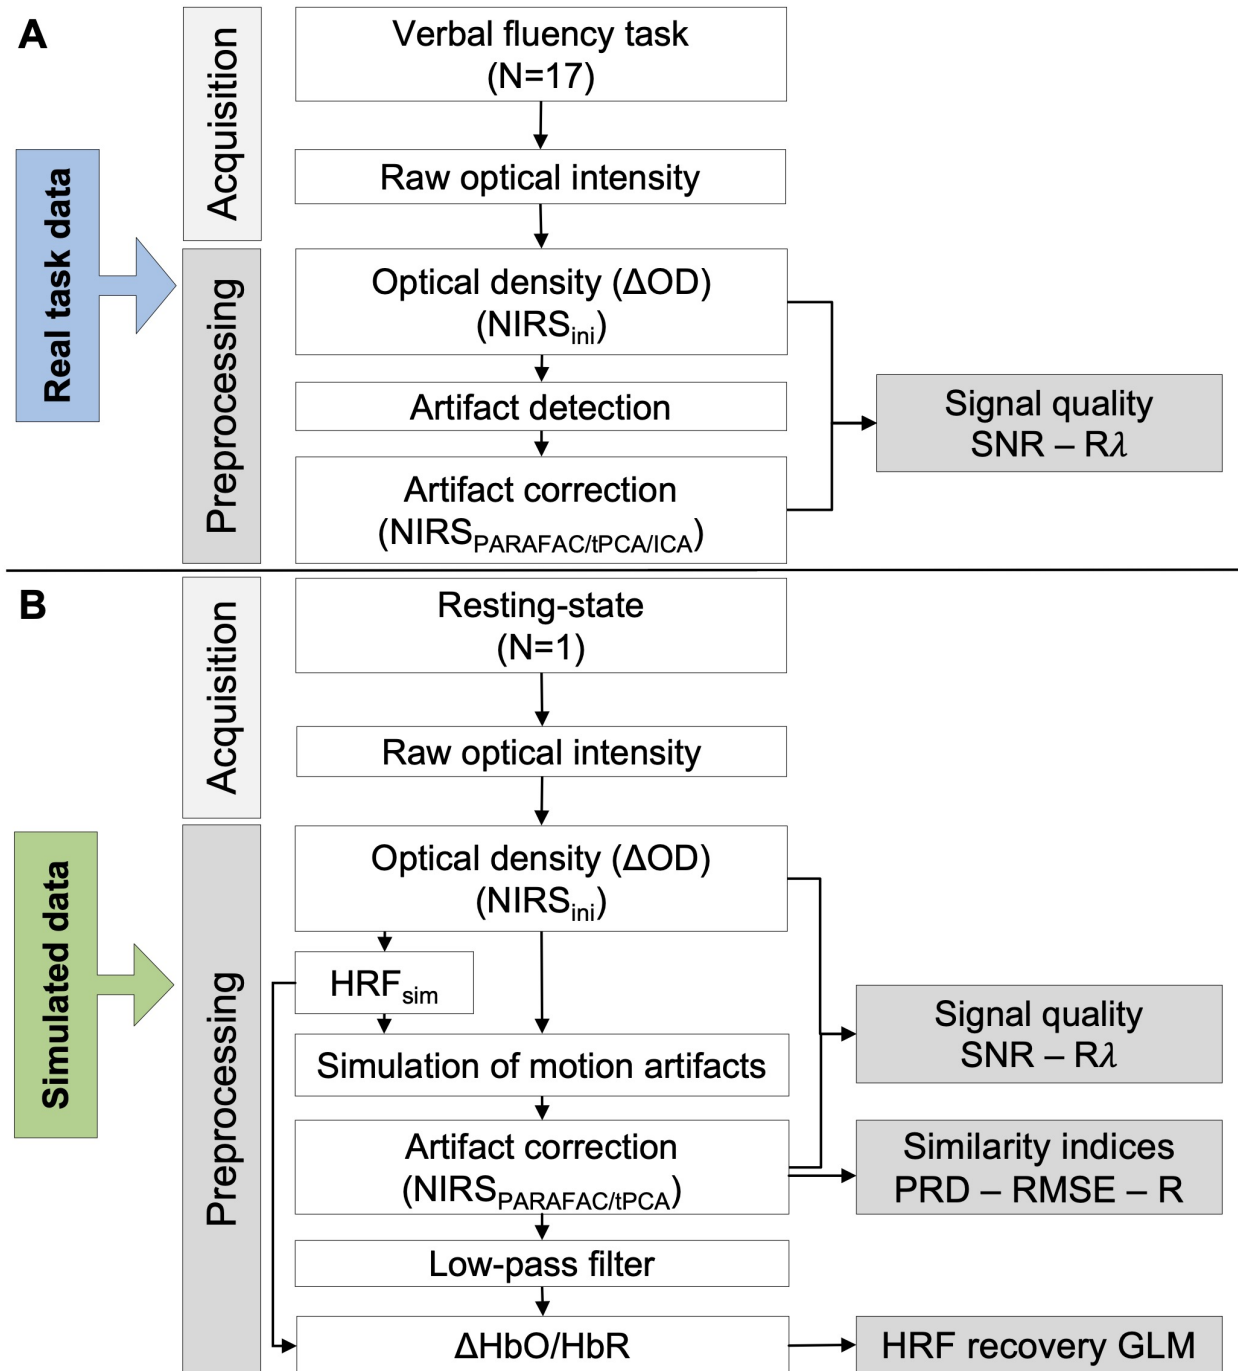 A
Real task data
Acquisition
Verbal fluency task
(N=17)
Raw optical intensity
Preprocessing
Optical density (ΔOD)
(NIRSini)
Artifact detection
Artifact correction
(NIRSPARAFAC/tPCA/ICA)
Signal quality
SNR – Rλ
B
Simulated data
Acquisition
Resting-state
(N=1)
Raw optical intensity
Preprocessing
Optical density (ΔOD)
(NIRSini)
HRFsim
Simulation of motion artifacts
Artifact correction
(NIRSPARAFAC/tPCA)
Low-pass filter
ΔHbO/HbR
Signal quality
SNR – Rλ
Similarity indices
PRD – RMSE – R
HRF recovery GLM